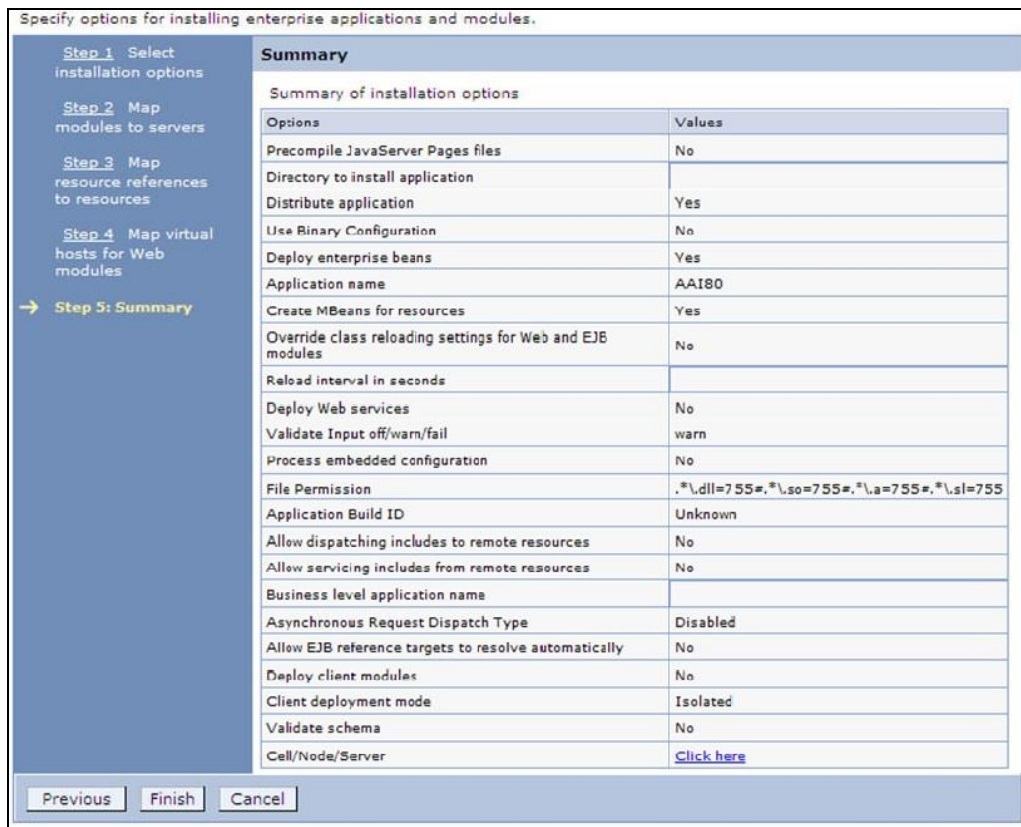 Specify options for installing enterprise applications and modules.
Step 1 Select
installation options
Step 2 Map
modules to servers
Step 3 Map
resource references
to resources
Step 4 Map virtual
hosts for Web
modules
Step 5: Summary
Summary
Summary of installation options
Options Values
Precompile JavaServer Pages files No
Directory to install application
Distribute application Yes
Use Binary Configuration No
Deploy enterprise beans Yes
Application name AAI80
Create MBeans for resources Yes
Override class reloading settings for Web and EJB
modules No
Reload interval in seconds
Deploy Web services No
Validate Input off/warn/fail warn
Process embedded configuration No
File Permission .*\.dll=755#.*\.so=755#.*\.a=755#.*\.sl=755
Application Build ID Unknown
Allow dispatching includes to remote resources No
Allow servicing includes from remote resources No
Business level application name
Asynchronous Request Dispatch Type Disabled
Allow EJB reference targets to resolve automatically No
Deploy client modules No
Client deployment mode Isolated
Validate schema No
Cell/Node/Server Click here
Previous Finish Cancel